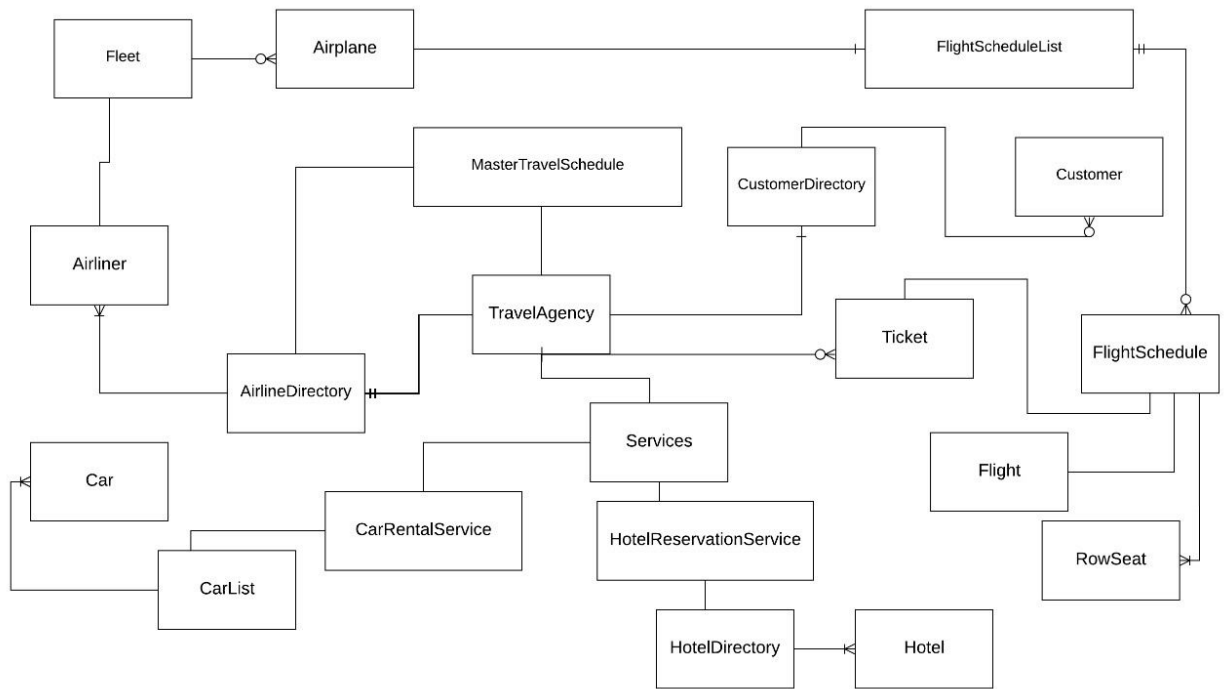 Airplane
FlightScheduleList
Fleet
MasterTravelSchedule
Customer
CustomerDirectory
Airliner
TravelAgency
Ticket
FlightSchedule
AirlineDirectory
Services
Flight
Car
CarRentalService
HotelReservationService
RowSeat
CarList
HotelDirectory
Hotel